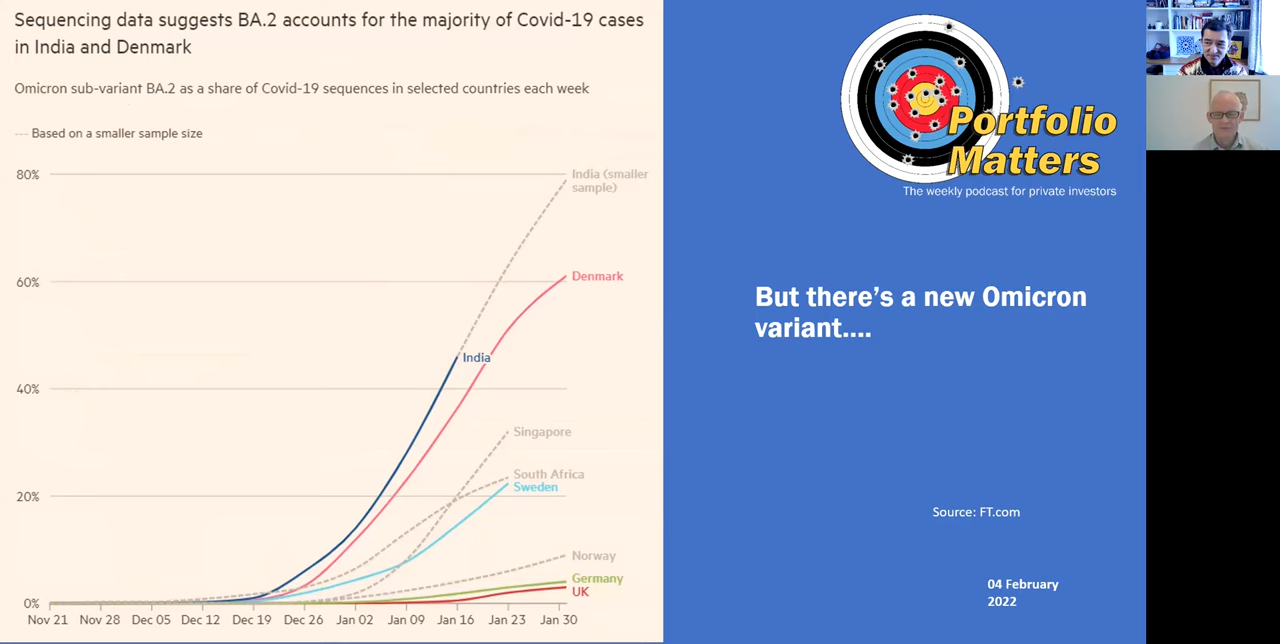 Sequencing data suggests BA.2 accounts for the majority of Covid-19 cases
in India and Denmark
Omicron sub-variant BA.2 as a share of Covid-19 sequences in selected countries each week
Based on a smaller sample size
80%
60%
40%
20%
0%
India (smaller
sample)
Denmark
India
Singapore
South Africa
Sweden
Norway
Germany
UK
Nov 21 Nov 28 Dec 05 Dec 12 Dec 19 Dec 26 Jan 02 Jan 09 Jan 16 Jan 23 Jan 30
Portfolio
Matters
The weekly podcast for private investors
But there's a new Omicron
variant....
Source: FT.com
04 February
2022